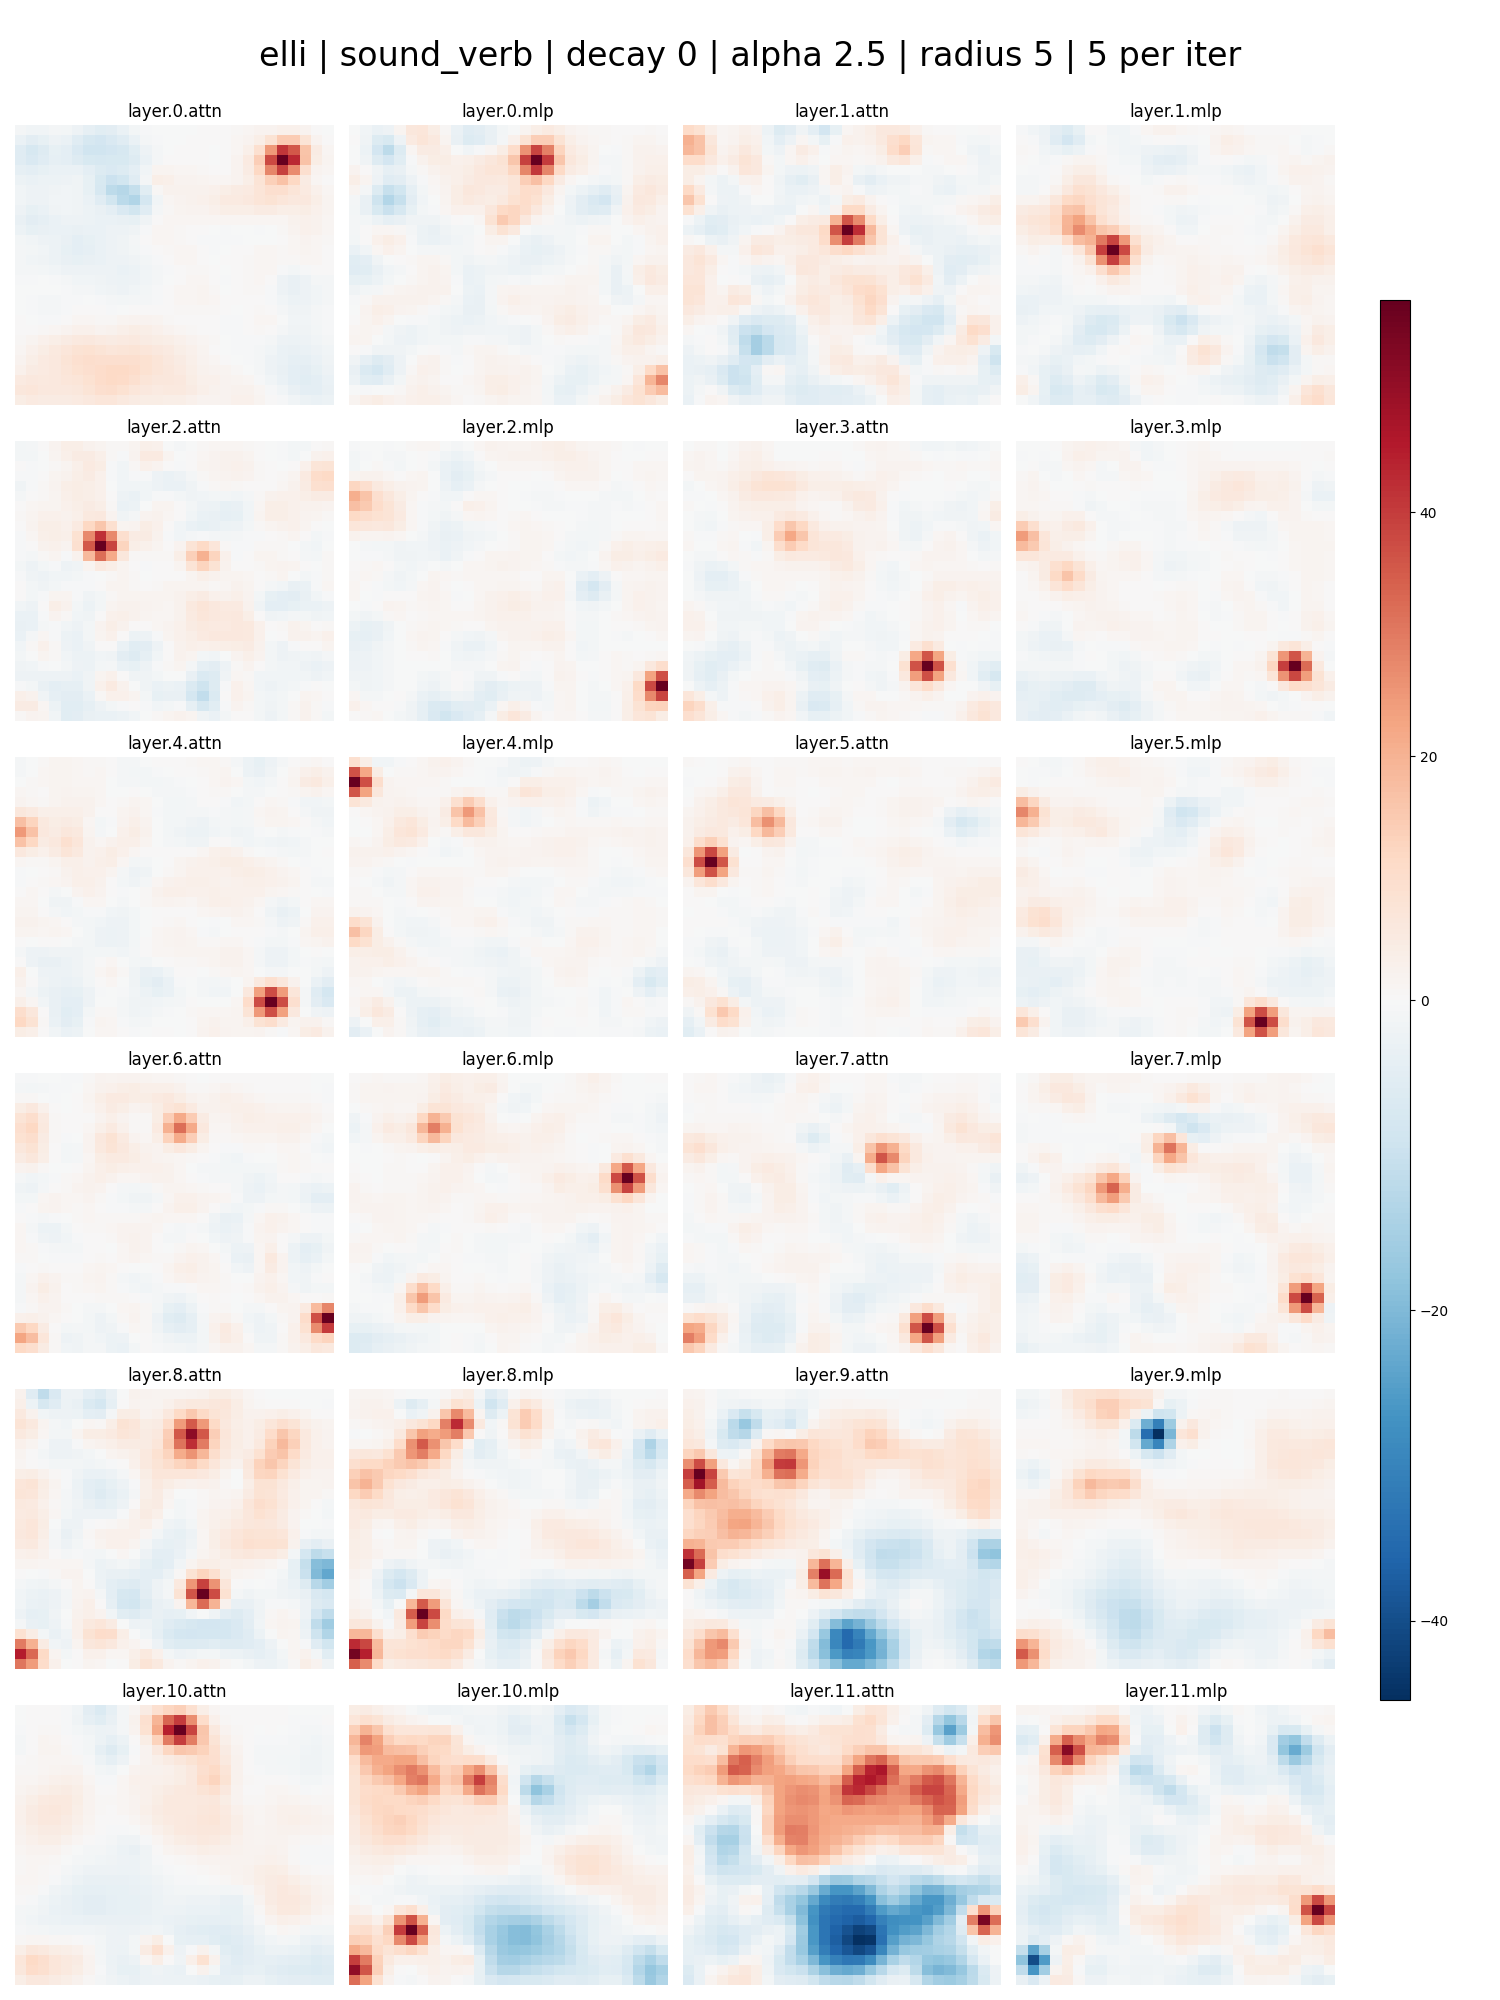 elli | sound_verb | decay 0 | alpha 2.5 | radius 5 | 5 per iter
layer.0.attn
layer.0.mlp
layer.1.attn
layer.1.mlp
layer.2.attn
layer.2.mlp
layer.3.attn
layer.3.mlp
layer.4.attn
layer.4.mlp
layer.5.attn
layer.5.mlp
layer.6.attn
layer.6.mlp
layer.7.attn
layer.7.mlp
layer.8.attn
layer.8.mlp
layer.9.attn
layer.9.mlp
layer.10.attn
layer.10.mlp
layer.11.attn
layer.11.mlp
40
20
0
−20
−40